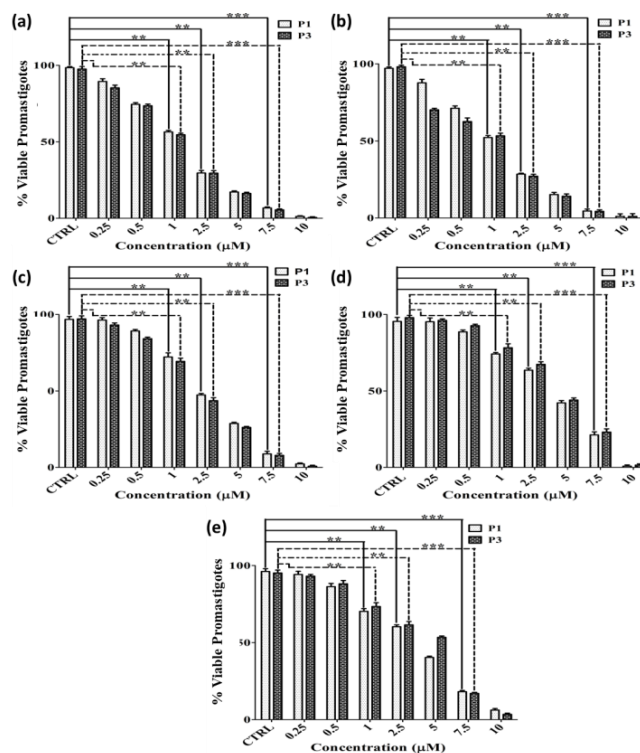 (a)
***
**
**
***
**
**
P1
P3
% Viable Promastigotes
100
50
0
CTRL
0.25
0.5
1
2.5
5
7.5
10
Concentration (µM)
(b)
***
**
**
***
**
**
P1
P3
% Viable Promastigotes
100
50
0
CTRL
0.25
0.5
1
2.5
5
7.5
10
Concentration (µM)
(c)
***
**
**
***
**
**
P1
P3
% Viable Promastigotes
100
0
0
CTRL
0.25
0.5
1
2.5
5
7.5
10
Concentration (µM)
(d)
***
**
**
***
**
**
P1
P3
% Viable Promastigotes
100
50
0
CTRL
0.25
0.5
1
2.5
5
7.5
10
Concentration (µM)
(e)
***
**
**
***
**
**
P1
P3
% Viable Promastigotes
100
50
0
CTRL
0.25
0.5
1
2.5
5
7.5
10
Concentration (µM)